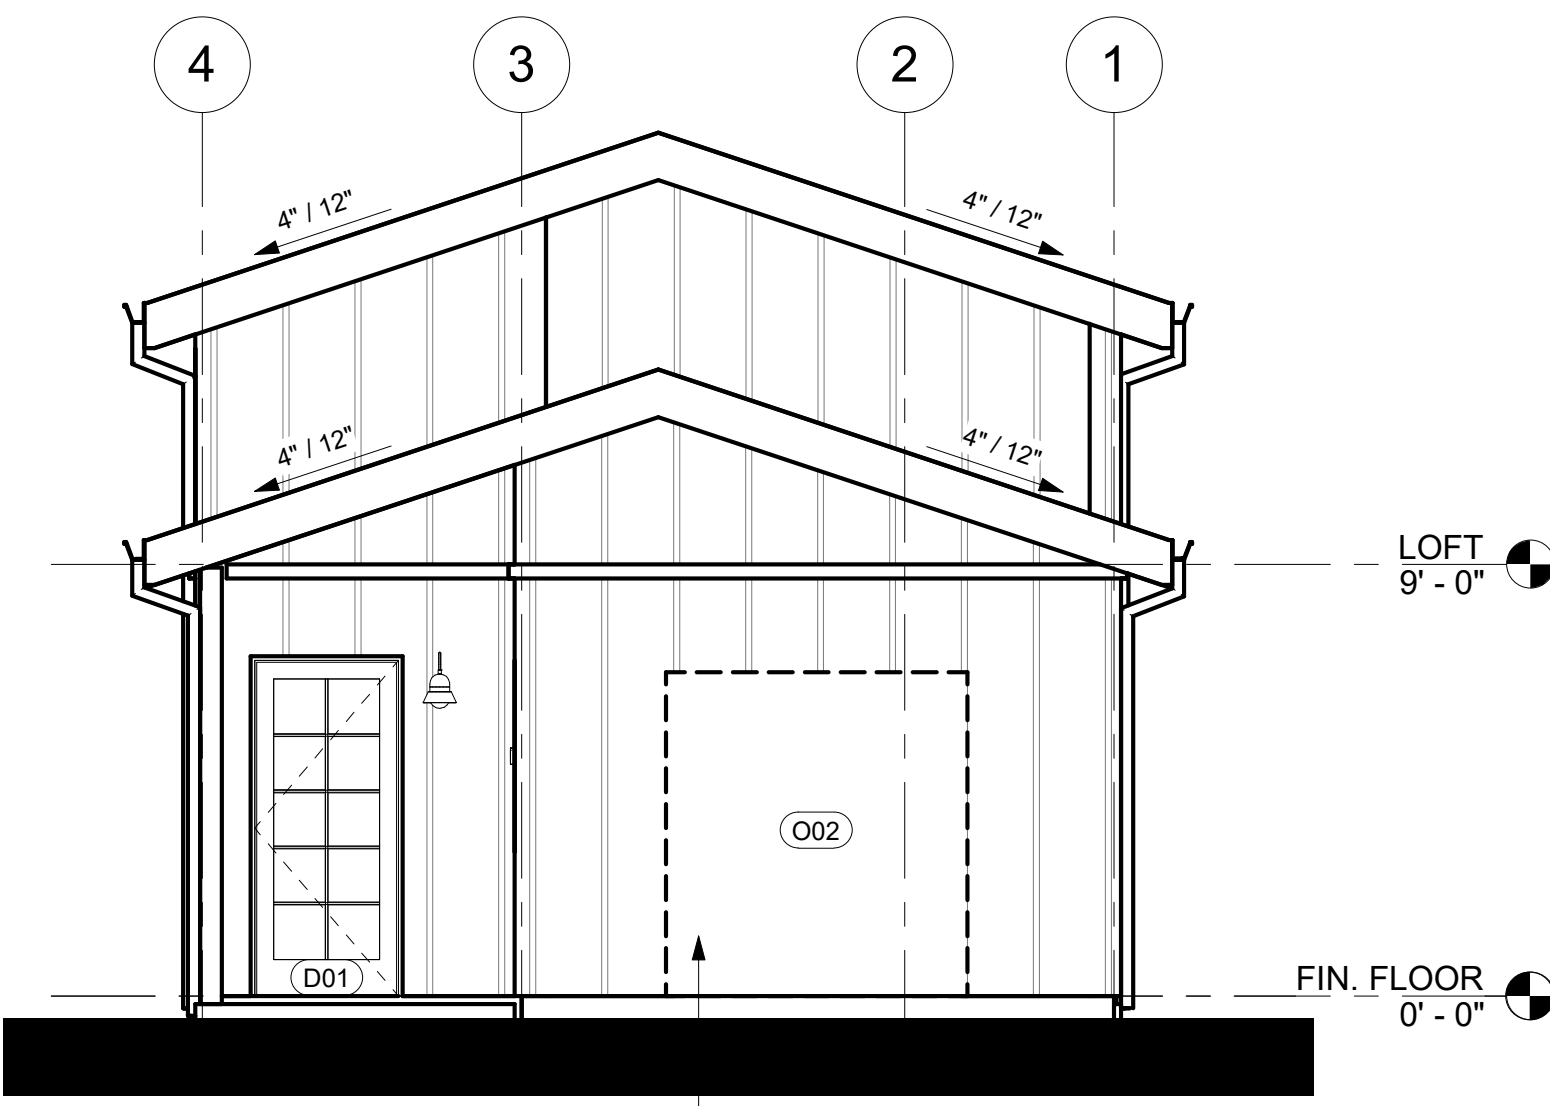 4
3
2
1
4" / 12"
4" / 12"
4" / 12"
4" / 12"
LOFT
9' - 0"
O02
D01
FIN. FLOOR
0' - 0"